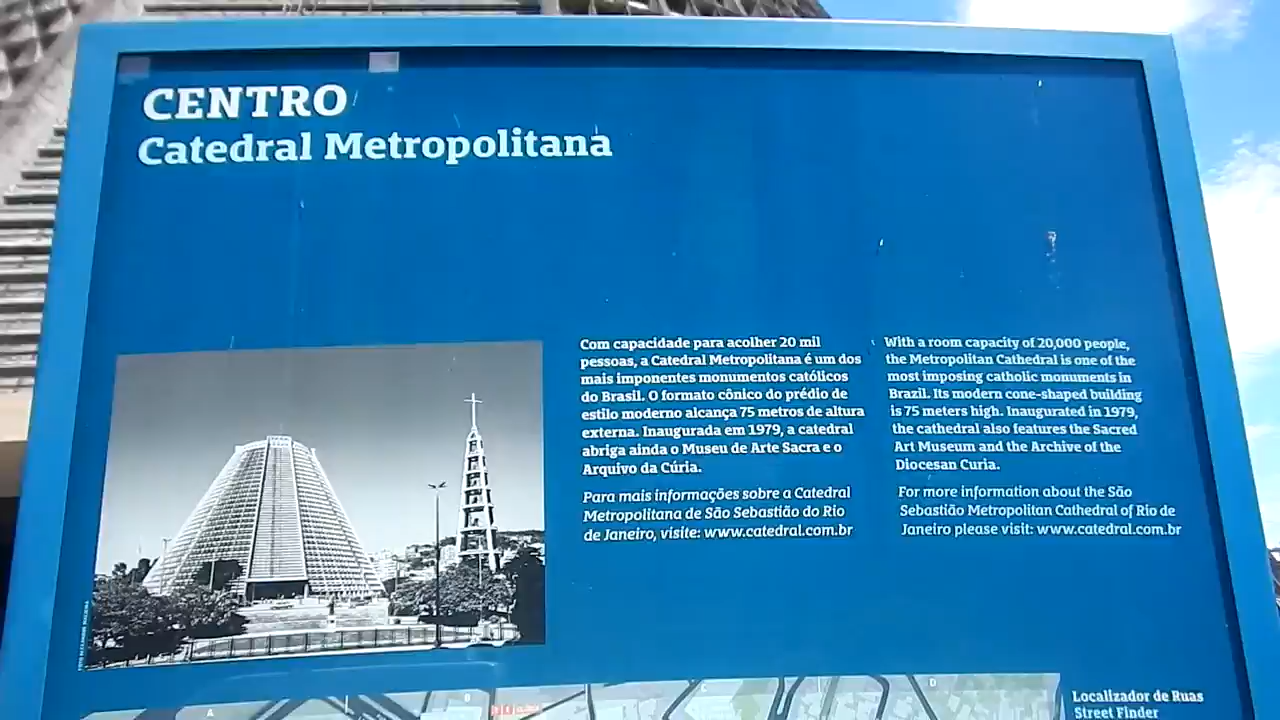 CENTRO
Catedral Metropolitana
Com capacidade para acolher 20 mil
pessoas, a Catedral Metropolitana é um dos
mais imponentes monumentos católicos
do Brasil. O formato cônico do prédio de
estilo moderno alcança 75 metros de altura
externa. Inaugurada em 1979, a catedral
abriga ainda o Museu de Arte Sacra e o
Arquivo da Cúria.
Para mais informações sobre a Catedral
Metropolitana de São Sebastião do Rio
de Janeiro, visite: www.catedral.com.br
With a room capacity of 20,000 people,
the Metropolitan Cathedral is one of the
most imposing catholic monuments in
Brazil. Its modern cone-shaped building
is 75 meters high. Inaugurated in 1979,
the cathedral also features the Sacred
Art Museum and the Archive of the
Diocesan Curia.
For more information about the São
Sebastião Metropolitan Cathedral of Rio de
Janeiro please visit: www.catedral.com.br
A
B
C
D
Localizador de Ruas
Street Finder